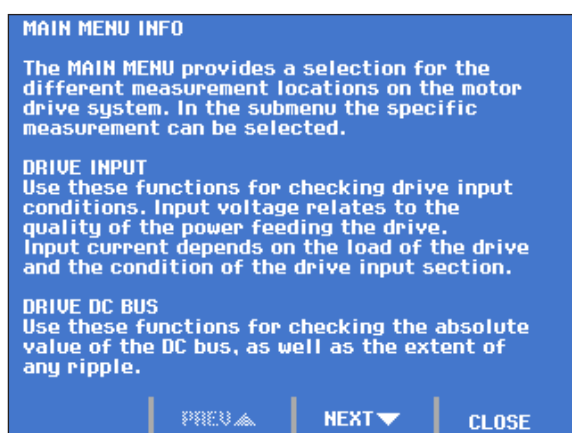 MAIN MENU INFO
The MAIN MENU provides a selection for the
different measurement locations on the motor
drive system. In the submenu the specific
measurement can be selected.
DRIVE INPUT
Use these functions for checking drive input
conditions. Input voltage relates to the
quality of the power feeding the drive.
Input current depends on the load of the drive
and the condition of the drive input section.
DRIVE DC BUS
Use these functions for checking the absolute
value of the DC bus, as well as the extent of
any ripple.
PREV▲ NEXT▼ CLOSE